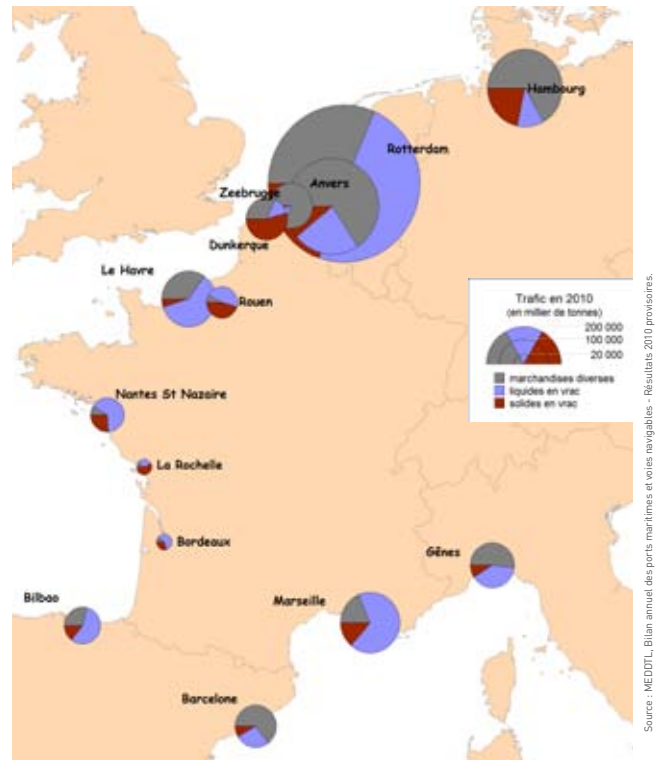 Hambourg
Rotterdam
Anvers
Zeebrugge
Dunkerque
Le Havre
Rouen
Nantes St Nazaire
La Rochelle
Bordeaux
Gênes
Bilbao
Marseille
Barcelone
Trafic en 2010
(en millier de tonnes)
200 000
100 000
20 000
marchandises diverses
liquides en vrac
solides en vrac
Source : MEDDTL, Bilan annuel des ports maritimes et voies navigables - Résultats 2010 provisoires.